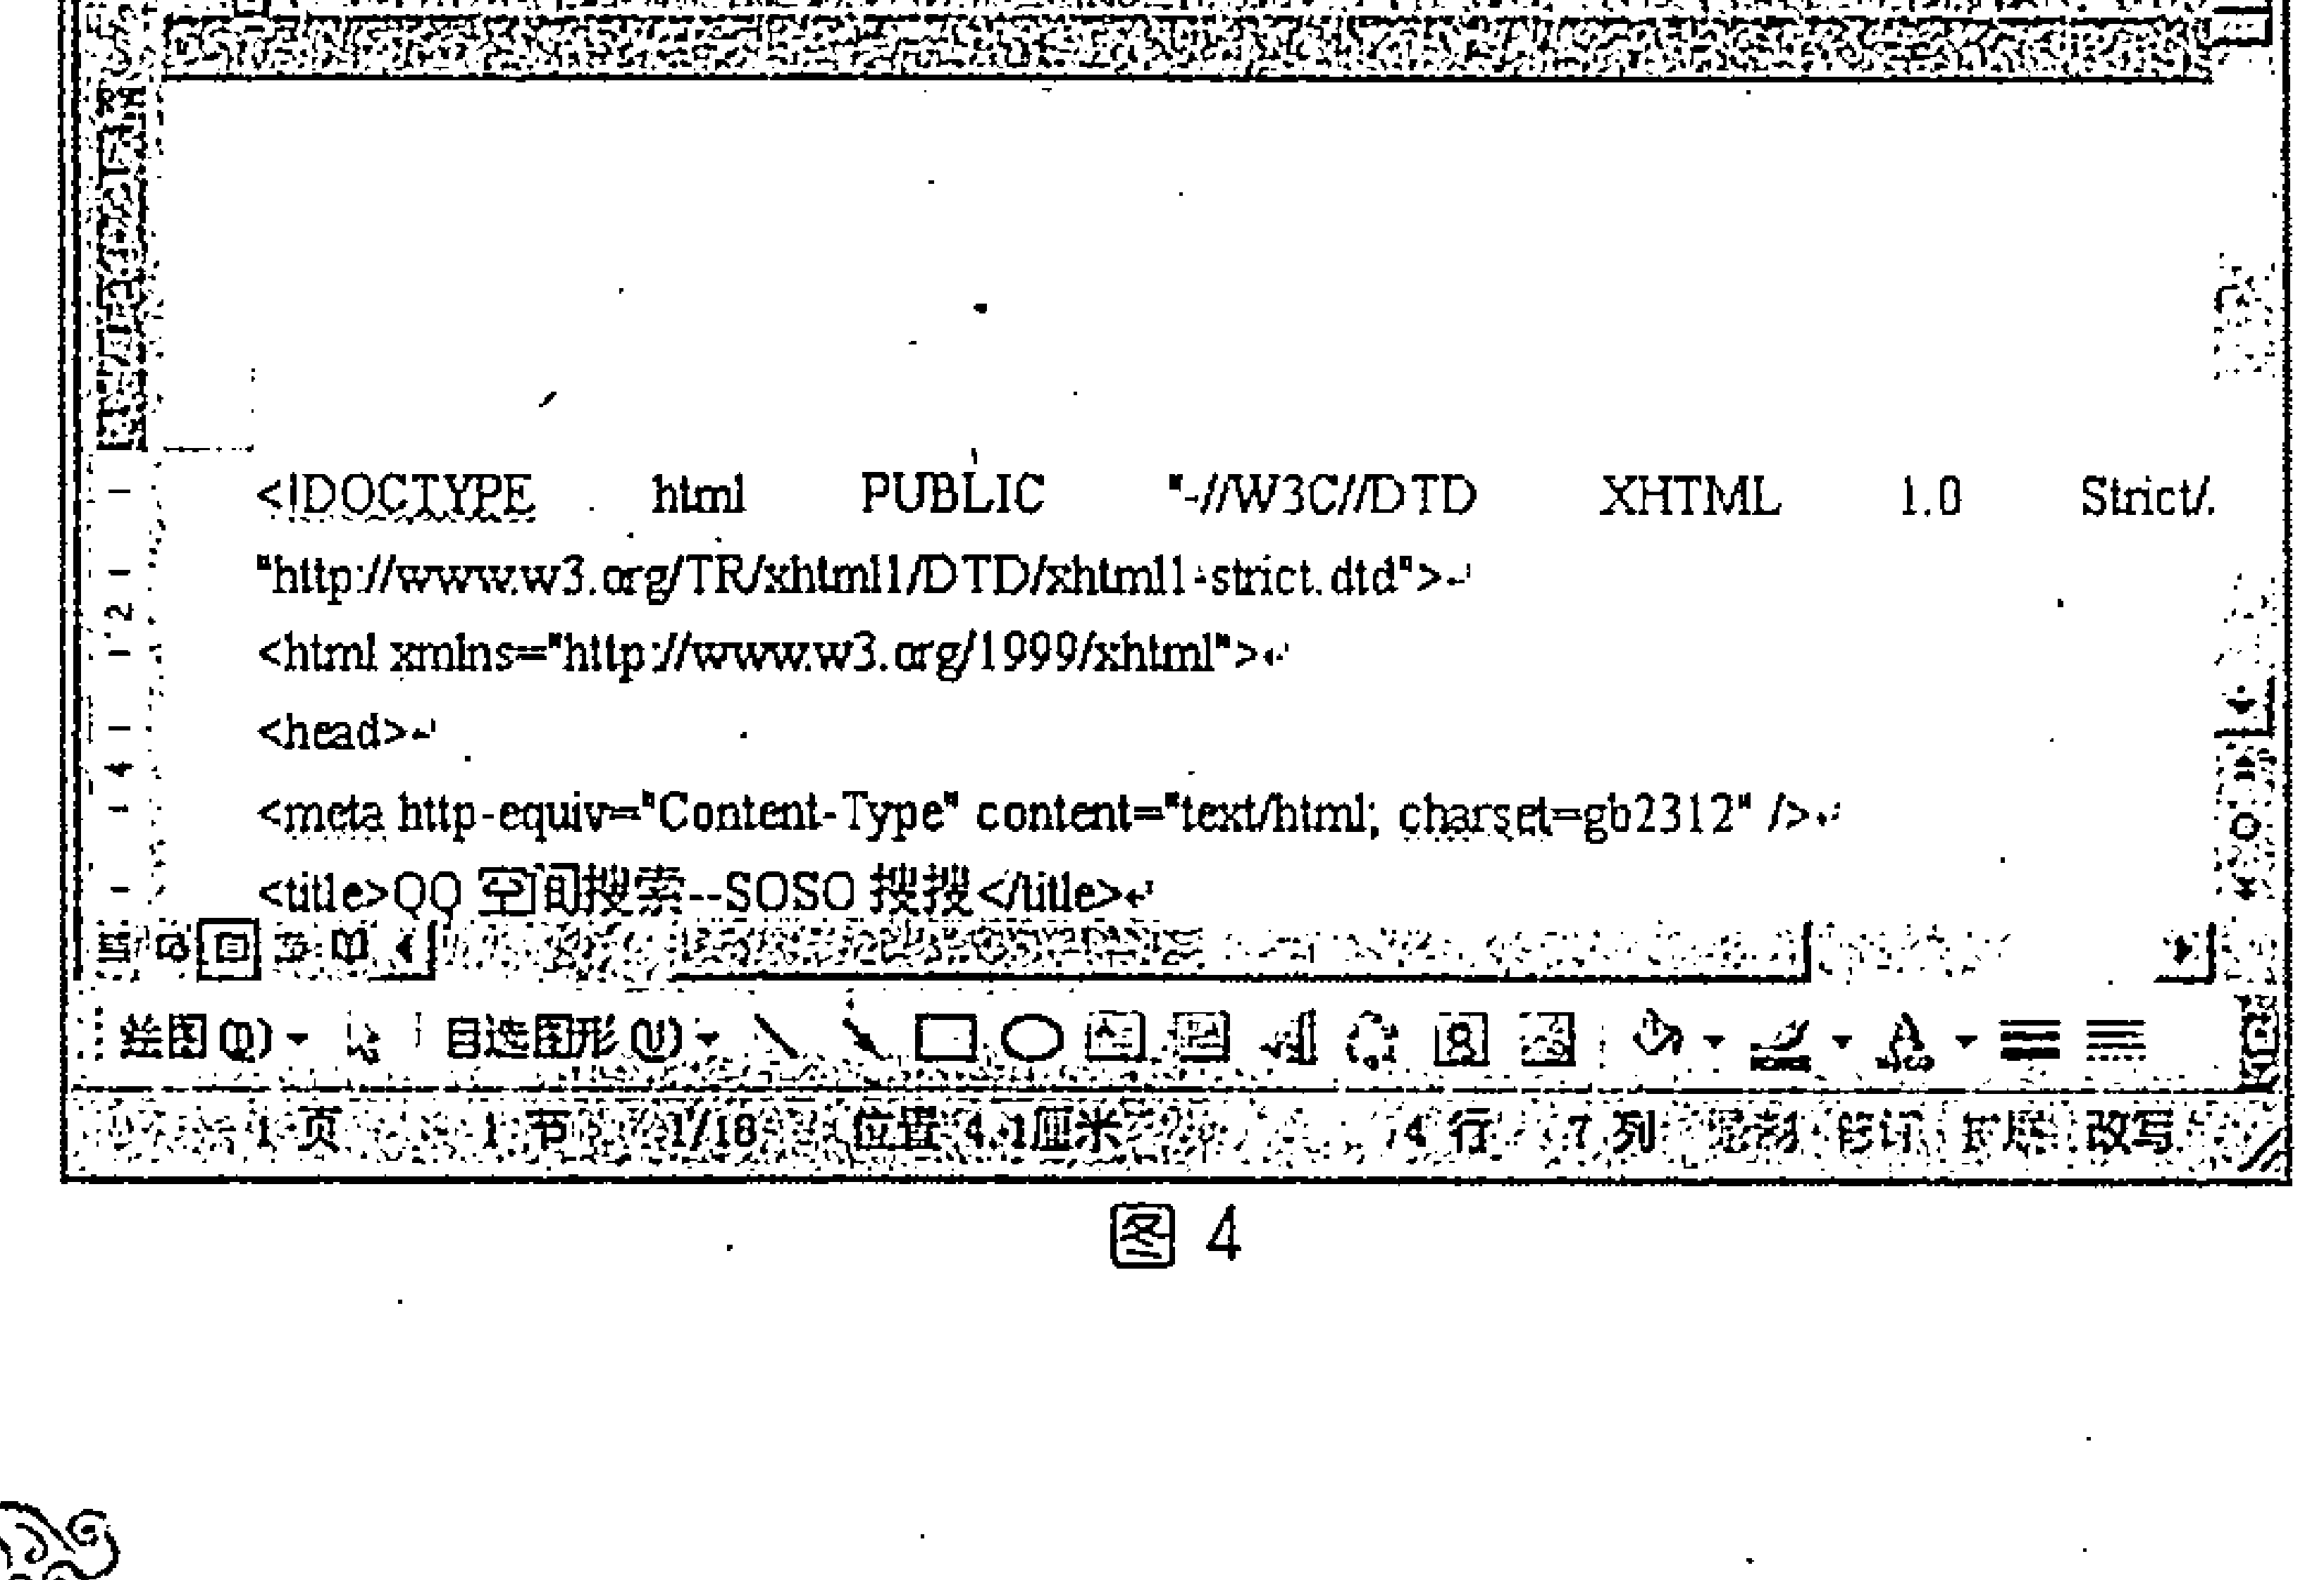 <!DOCTYPE html PUBLIC "-//W3C//DTD XHTML 1.0 Strict/.
"http://www.w3.org/TR/xhtml1/DTD/xhtml1-strict.dtd">
<html xmlns="http://www.w3.org/1999/xhtml">
<head>
<meta http-equiv="Content-Type" content="text/html; charset=gb2312" />
<title>QQ 空间搜索--SOSO 搜搜</title>
2
4
绘图(D) 自选图形(U)
1 页 1 节 1/18 位置 4.1厘米 4 行 7 列 录制 修订 扩展 改写
图 4